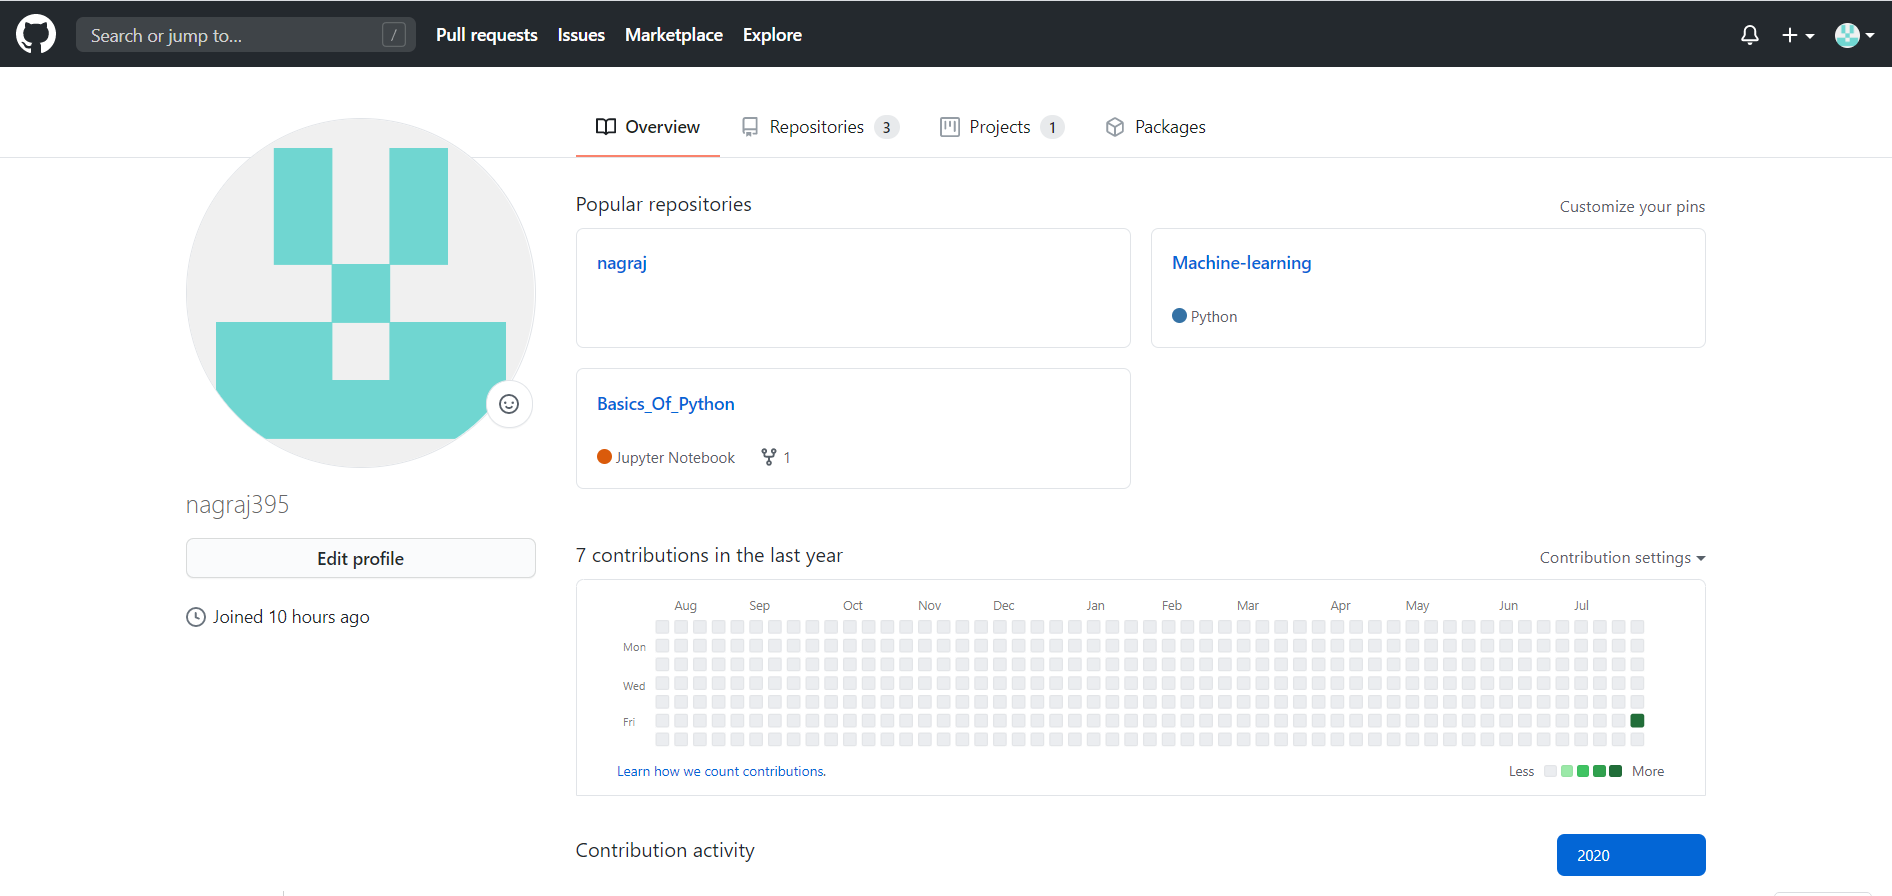 Search or jump to... /
Pull requests
Issues
Marketplace
Explore
Overview
Repositories 3
Projects 1
Packages
nagraj395
Edit profile
Joined 10 hours ago
Popular repositories
Customize your pins
nagraj
Machine-learning
Python
Basics_Of_Python
Jupyter Notebook 1
7 contributions in the last year
Contribution settings
Aug Sep Oct Nov Dec Jan Feb Mar Apr May Jun Jul
Mon
Wed
Fri
Learn how we count contributions.
Less More
Contribution activity
2020